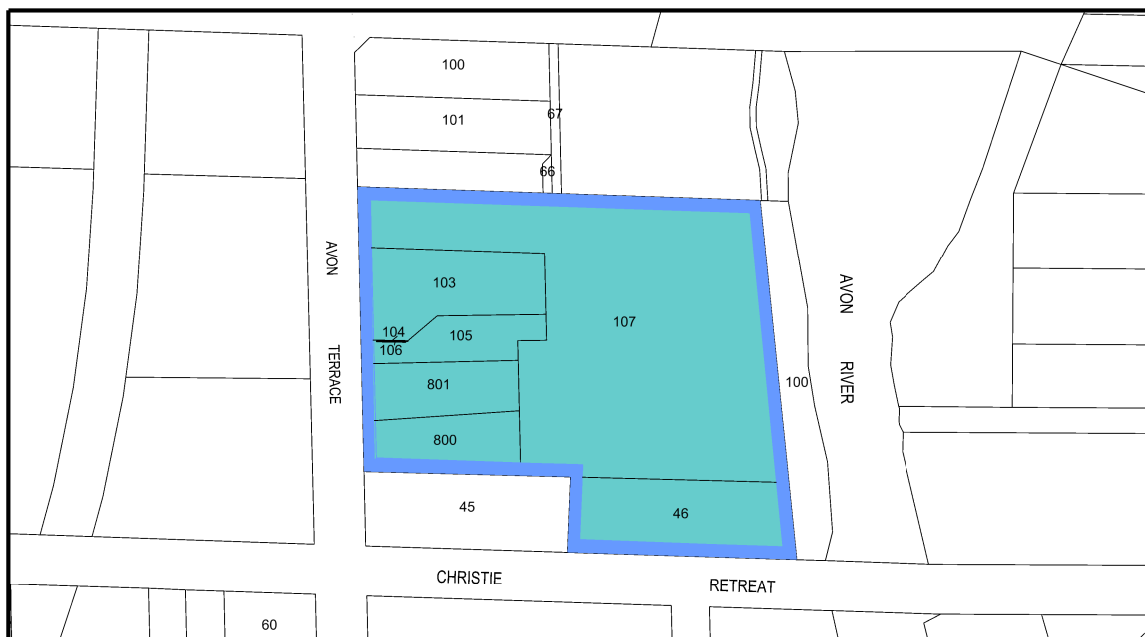 100
67
101
66
AVON
TERRACE
103
104
105
106
107
801
800
45
46
100
AVON
RIVER
CHRISTIE
RETREAT
60